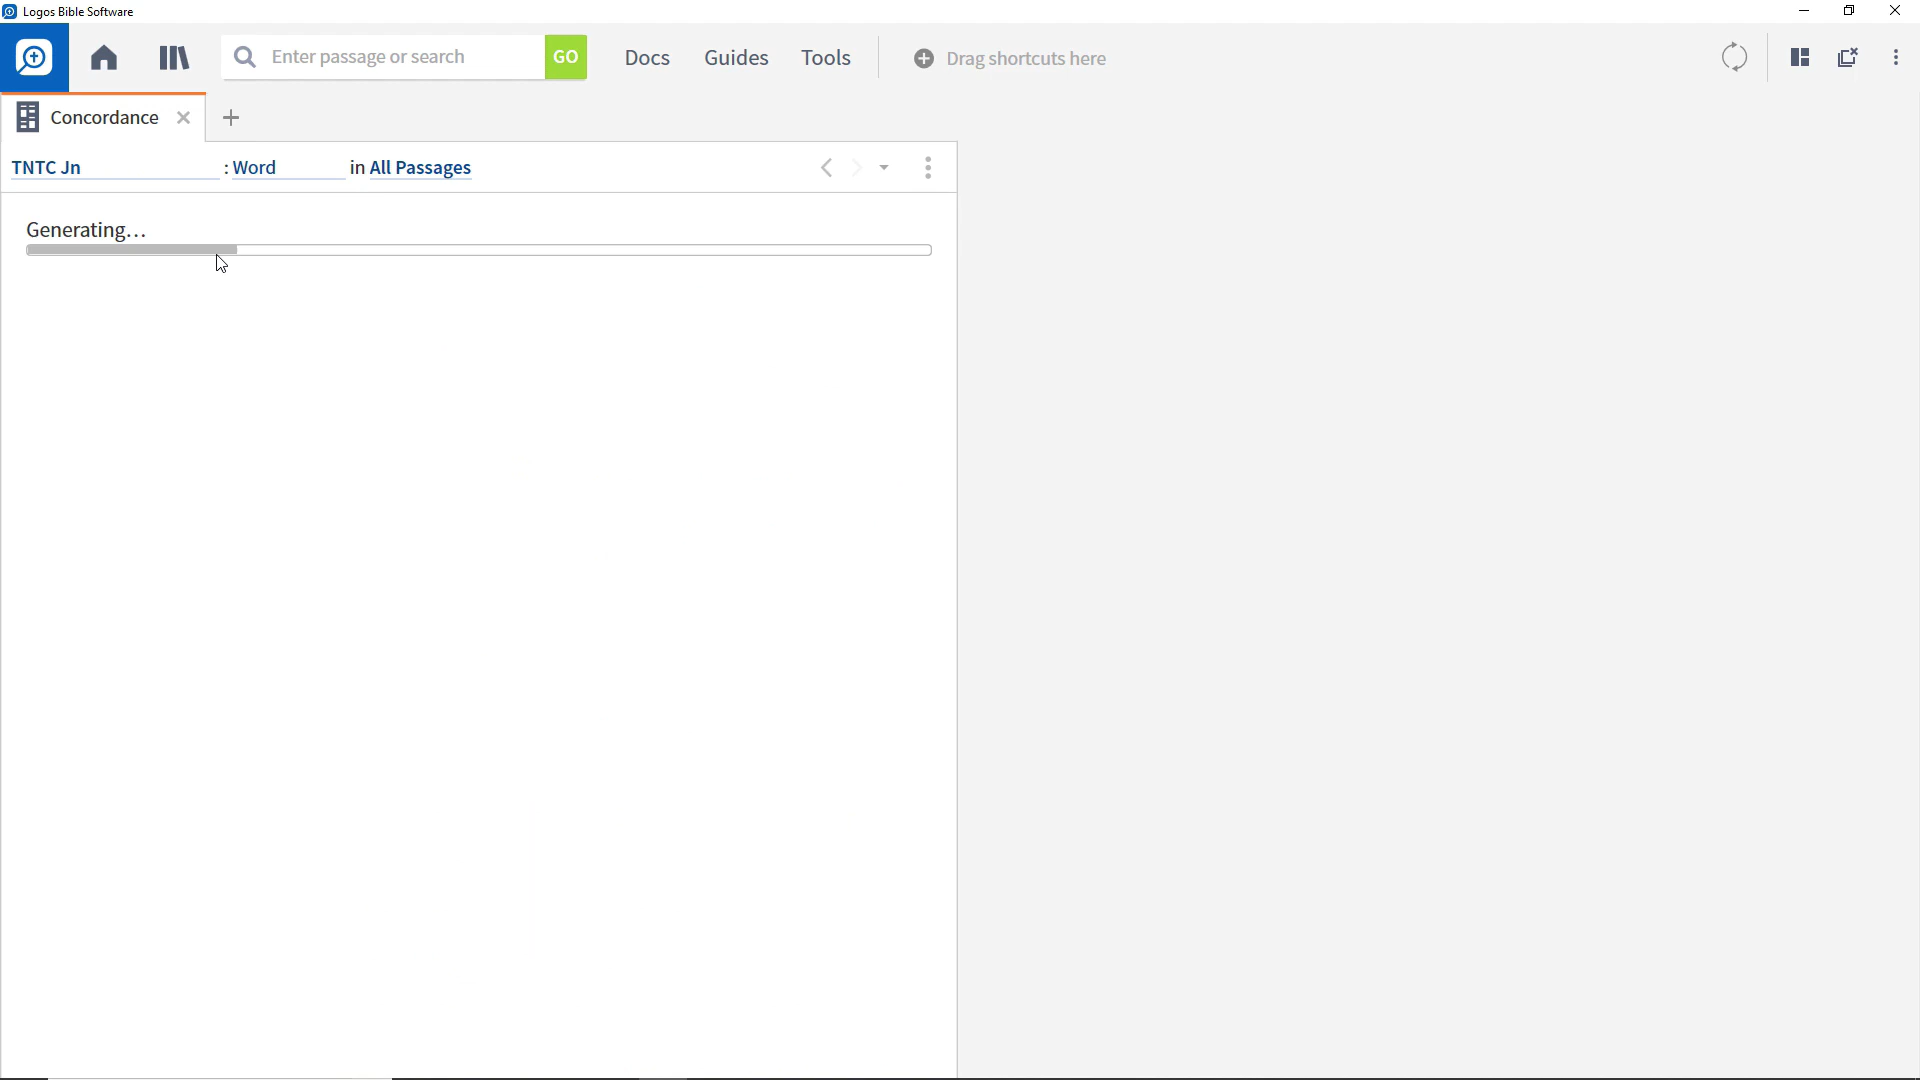 Logos Bible Software
Enter passage or search GO Docs Guides Tools Drag shortcuts here
Concordance
TNTC Jn : Word in All Passages
Generating...